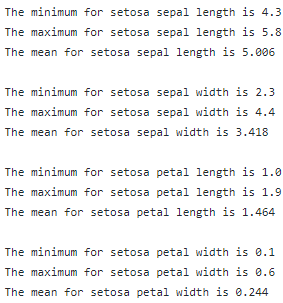 The minimum for setosa sepal length is 4.3
The maximum for setosa sepal length is 5.8
The mean for setosa sepal length is 5.006
The minimum for setosa sepal width is 2.3
The maximum for setosa sepal width is 4.4
The mean for setosa sepal width is 3.418
The minimum for setosa petal length is 1.0
The maximum for setosa petal length is 1.9
The mean for setosa petal length is 1.464
The minimum for setosa petal width is 0.1
The maximum for setosa petal width is 0.6
The mean for setosa petal width is 0.244